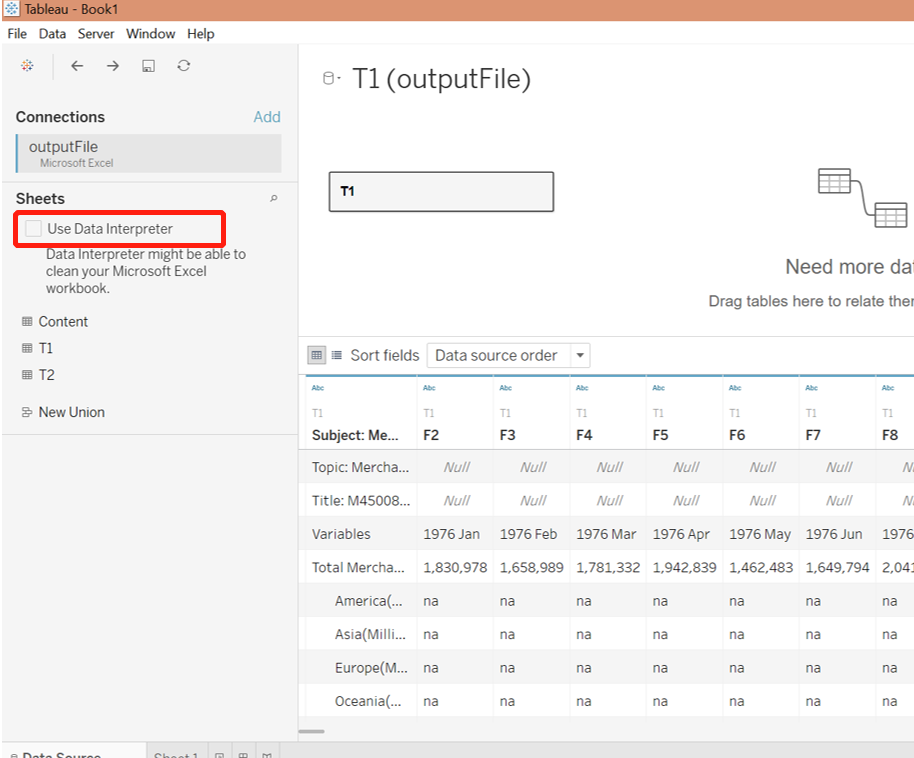 Tableau - Book1
File Data Server Window Help
Connections Add
outputFile
Microsoft Excel
Sheets
Use Data Interpreter
Data Interpreter might be able to
clean your Microsoft Excel
workbook.
Content
T1
T2
New Union
T1 (outputFile)
T1
Need more dat
Drag tables here to relate ther
Sort fields Data source order
Abc Abc Abc Abc Abc Abc Abc Abc
T1 T1 T1 T1 T1 T1 T1 T1
Subject: Me... F2 F3 F4 F5 F6 F7 F8
Topic: Mercha... Null Null Null Null Null Null
Title: M45008... Null Null Null Null Null Null
Variables 1976 Jan 1976 Feb 1976 Mar 1976 Apr 1976 May 1976 Jun 1976
Total Mercha... 1,830,978 1,658,989 1,781,332 1,942,839 1,462,483 1,649,794 2,041
America(... na na na na na na na
Asia(Milli... na na na na na na na
Europe(M... na na na na na na na
Oceania(... na na na na na na na
Data Source Sheet 1